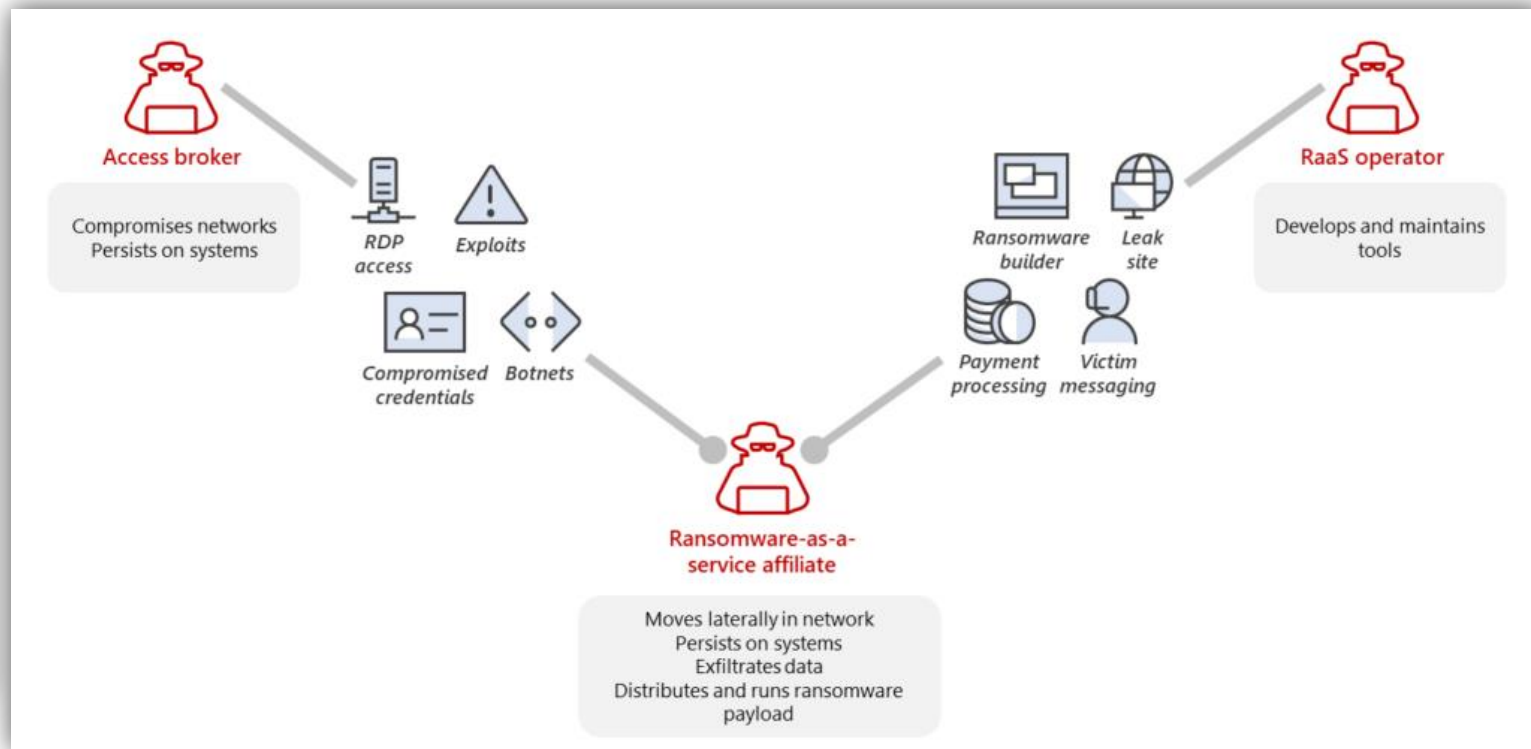 Access broker
Compromises networks
Persists on systems
RDP
access
Exploits
Compromised
credentials
Botnets
Ransomware
builder
Leak
site
Payment
processing
Victim
messaging
RaaS operator
Develops and maintains
tools
Ransomware-as-a-
service affiliate
Moves laterally in network
Persists on systems
Exfiltrates data
Distributes and runs ransomware
payload